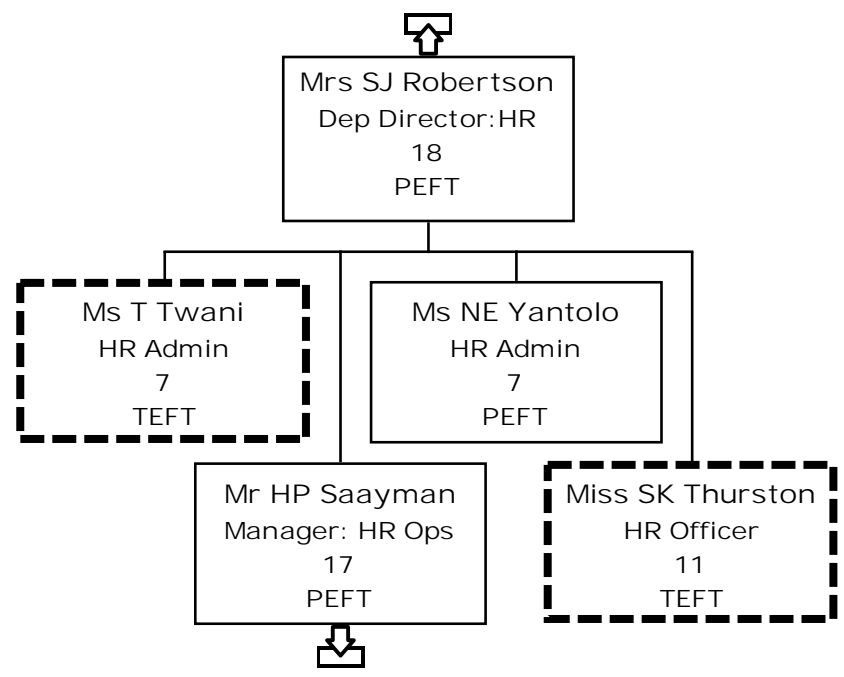 Mrs SJ Robertson
Dep Director:HR
18
PEFT
Ms T Twani
HR Admin
7
TEFT
Ms NE Yantolo
HR Admin
7
PEFT
Mr HP Saayman
Manager: HR Ops
17
PEFT
Miss SK Thurston
HR Officer
11
TEFT